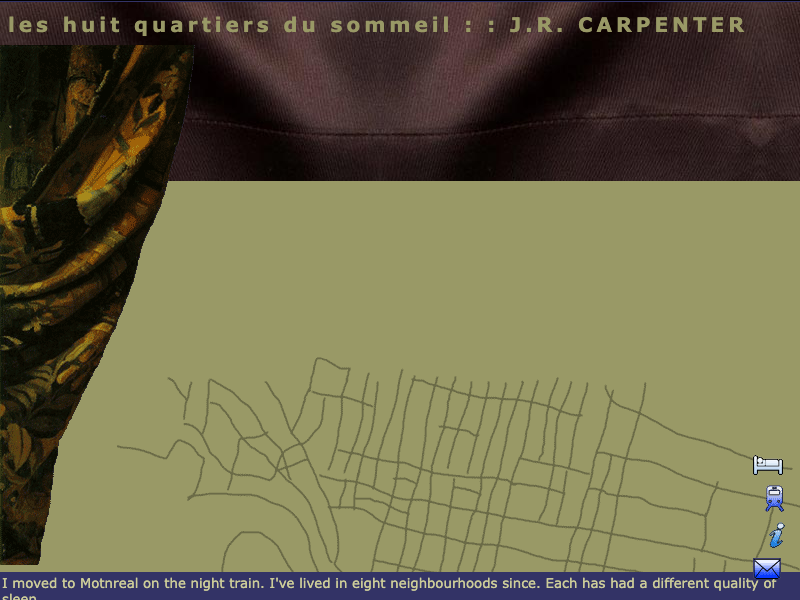 les huit quartiers du sommeil : : J.R. CARPENTER
I moved to Motnreal on the night train. I've lived in eight neighbourhoods since. Each has had a different quality of
sleep.